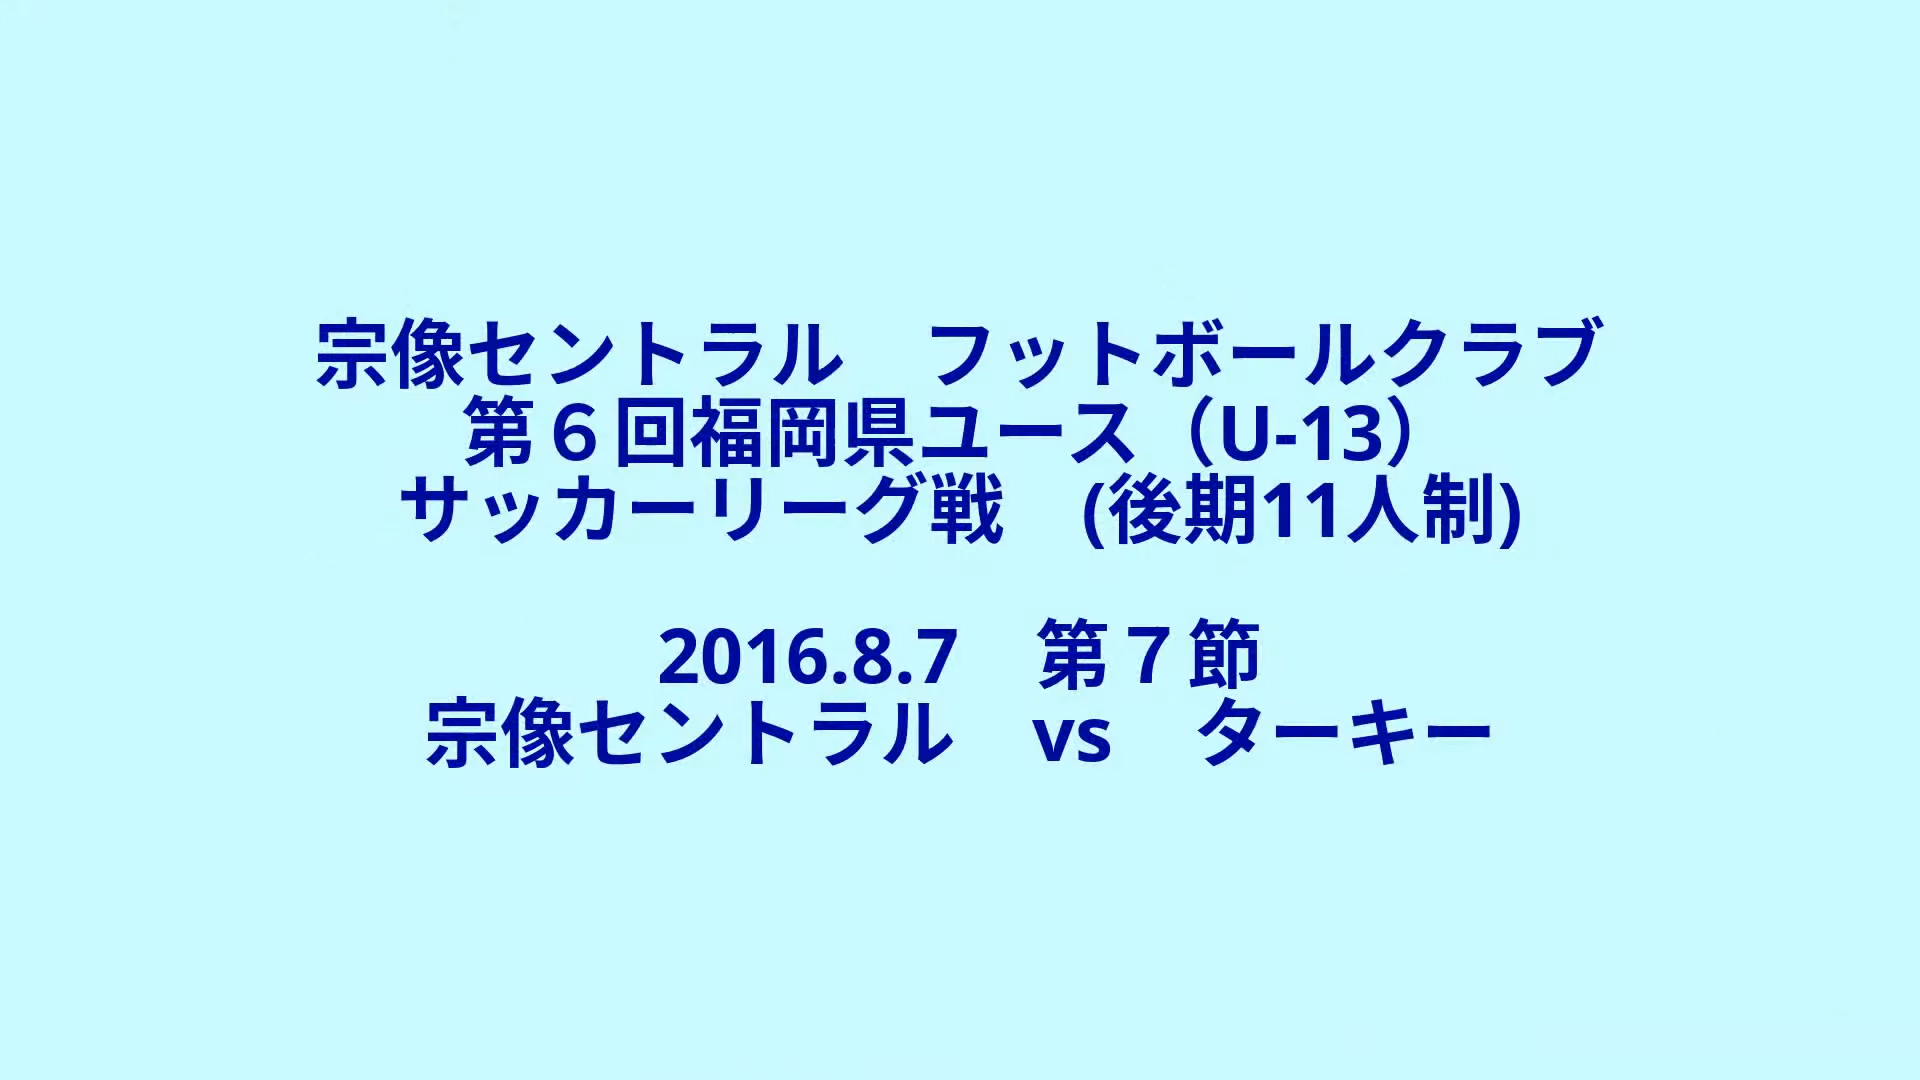 宗像セントラル　フットボールクラブ
第６回福岡県ユース（U-13）
サッカーリーグ戦　(後期11人制)
2016.8.7　第７節
宗像セントラル　vs　ターキー